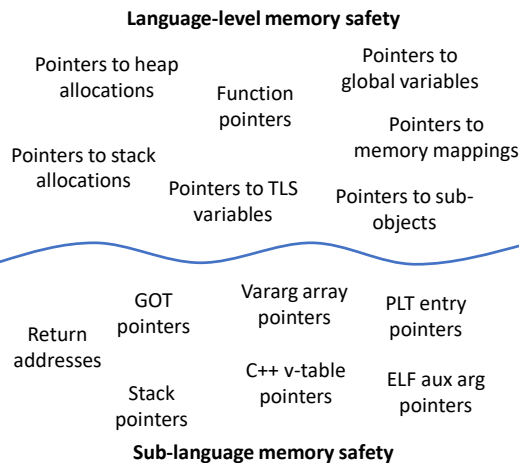 Language-level memory safety
Pointers to heap
allocations
Function
pointers
Pointers to
global variables
Pointers to
memory mappings
Pointers to stack
allocations
Pointers to TLS
variables
Pointers to sub-
objects
Return
addresses
GOT
pointers
Vararg array
pointers
PLT entry
pointers
Stack
pointers
C++ v-table
pointers
ELF aux arg
pointers
Sub-language memory safety